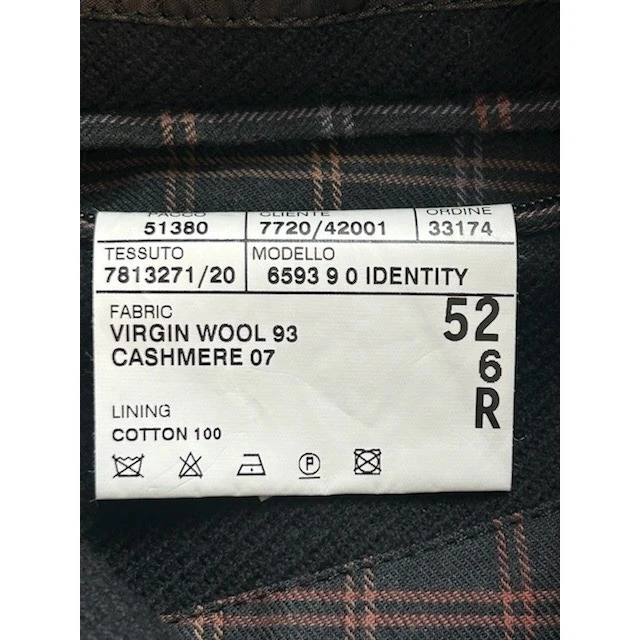 PACCO CLIENTE ORDINE
51380 7720/42001 33174
TESSUTO MODELLO
7813271/20 6593 9 0 IDENTITY
FABRIC
VIRGIN WOOL 93
CASHMERE 07
52
6
R
LINING
COTTON 100
P